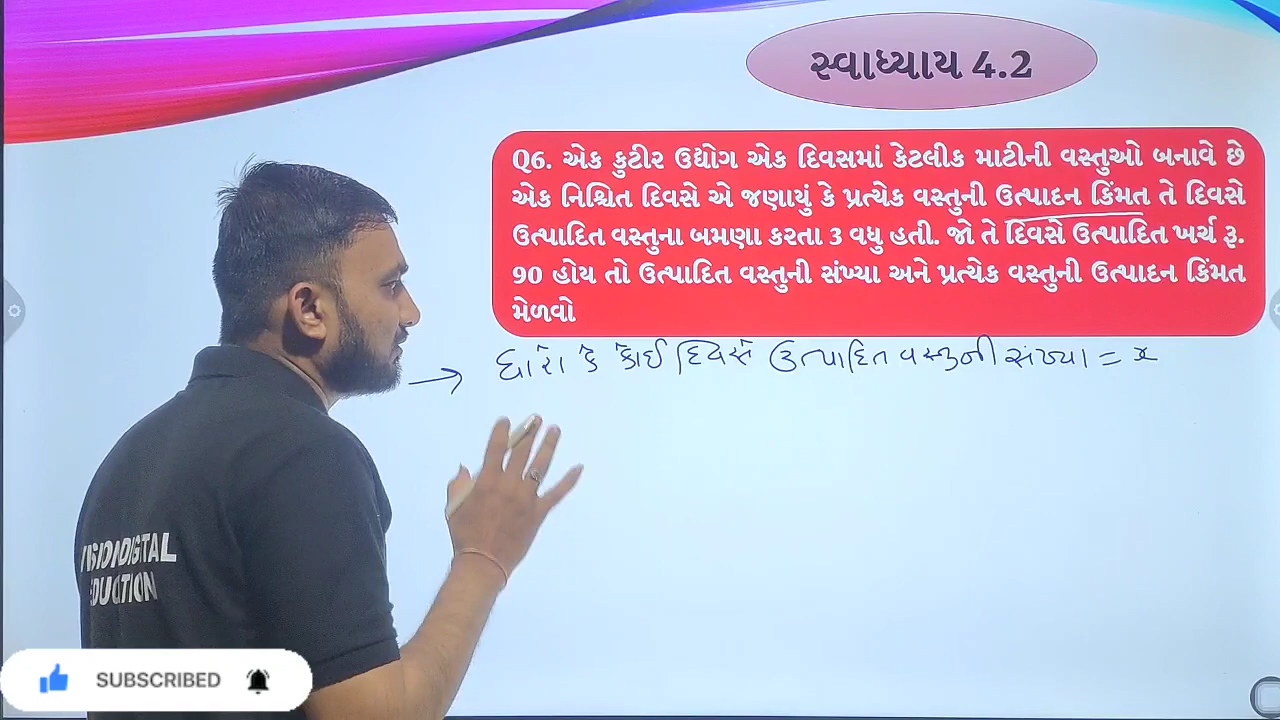 સ્વાધ્યાય 4.2
Q6. એક કુટીર ઉદ્યોગ એક દિવસમાં કેટલીક માટીની વસ્તુઓ બનાવે છે
એક નિશ્ચિત દિવસે એ જણાયું કે પ્રત્યેક વસ્તુની ઉત્પાદન કિંમત તે દિવસે
ઉત્પાદિત વસ્તુના બમણા કરતા 3 વધુ હતી. જો તે દિવસે ઉત્પાદિત ખર્ચ રૂ.
90 હોય તો ઉત્પાદિત વસ્તુની સંખ્યા અને પ્રત્યેક વસ્તુની ઉત્પાદન કિંમત
મેળવો
→ ધારો કે કોઈ દિવસે ઉત્પાદિત વસ્તુની સંખ્યા = x
DIGITAL
EDUCATION
SUBSCRIBED